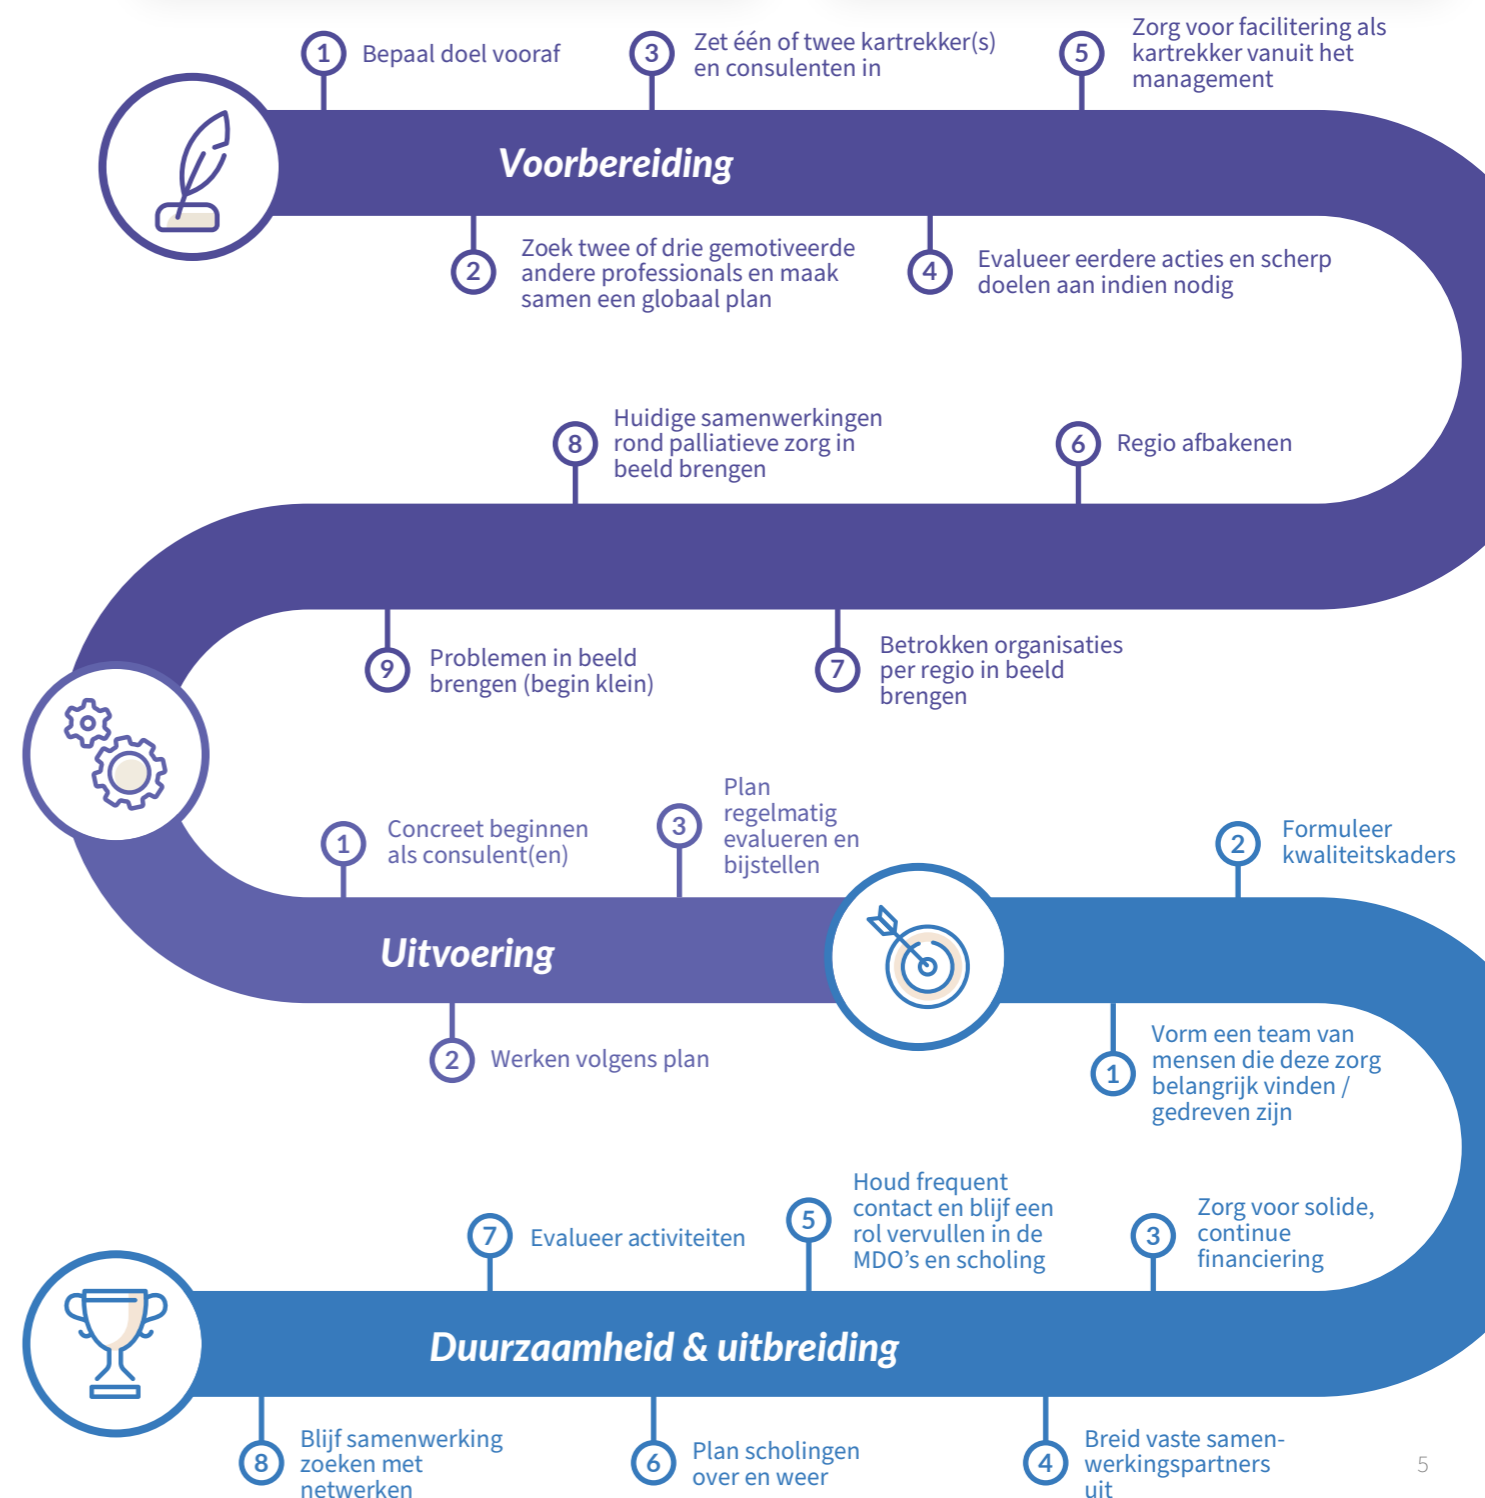 1
Bepaal doel vooraf
3
Zet één of twee kartrekker(s)
en consulenten in
5
Zorg voor facilitering als
kartrekker vanuit het
management
Voorbereiding
2
Zoek twee of drie gemotiveerde
andere professionals en maak
samen een globaal plan
4
Evalueer eerdere acties en scherp
doelen aan indien nodig
8
Huidige samenwerkingen
rond palliatieve zorg in
beeld brengen
6
Regio afbakenen
9
Problemen in beeld
brengen (begin klein)
7
Betrokken organisaties
per regio in beeld
brengen
1
Concreet beginnen
als consulent(en)
3
Plan
regelmatig
evalueren en
bijstellen
2
Formuleer
kwaliteitskaders
Uitvoering
2
Werken volgens plan
1
Vorm een team van
mensen die deze zorg
belangrijk vinden /
gedreven zijn
7
Evalueer activiteiten
5
Houd frequent
contact en blijf een
rol vervullen in de
MDO's en scholing
3
Zorg voor solide,
continue
financiering
Duurzaamheid & uitbreiding
8
Blijf samenwerking
zoeken met
netwerken
6
Plan scholingen
over en weer
4
Breid vaste samen-
werkingspartners
uit
5